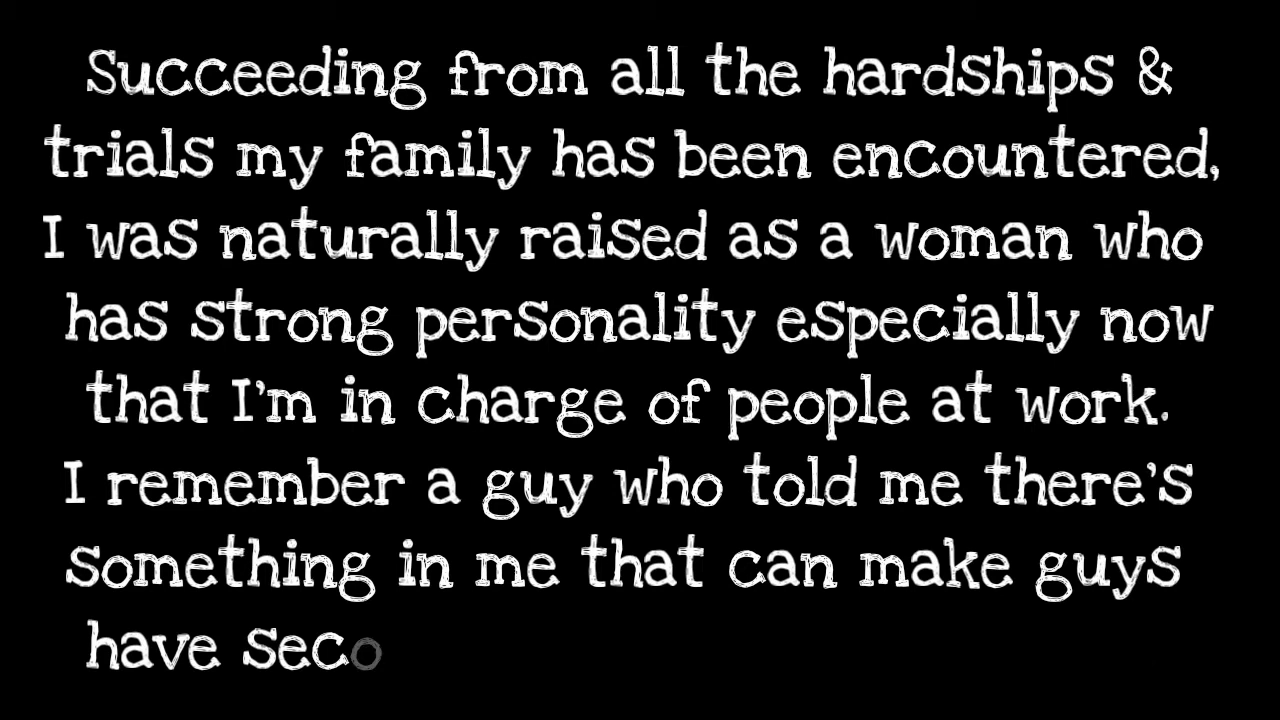 Succeeding from all the hardships &
trials my family has been encountered,
I was naturally raised as a woman who
has strong personality especially now
that I'm in charge of people at work.
I remember a guy who told me there's
something in me that can make guys
have seco